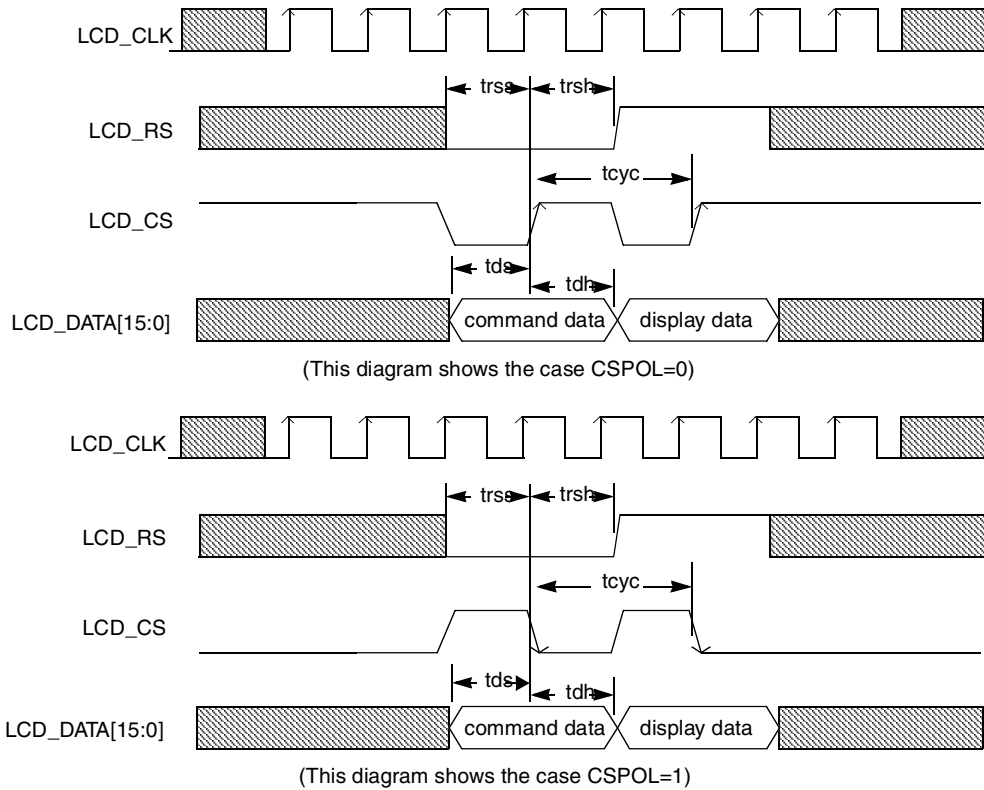 LCD_CLK
trss
trsh
LCD_RS
tcyc
LCD_CS
tds
tdh
LCD_DATA[15:0]
command data
display data
(This diagram shows the case CSPOL=0)
LCD_CLK
trss
trsh
LCD_RS
tcyc
LCD_CS
tds
tdh
LCD_DATA[15:0]
command data
display data
(This diagram shows the case CSPOL=1)